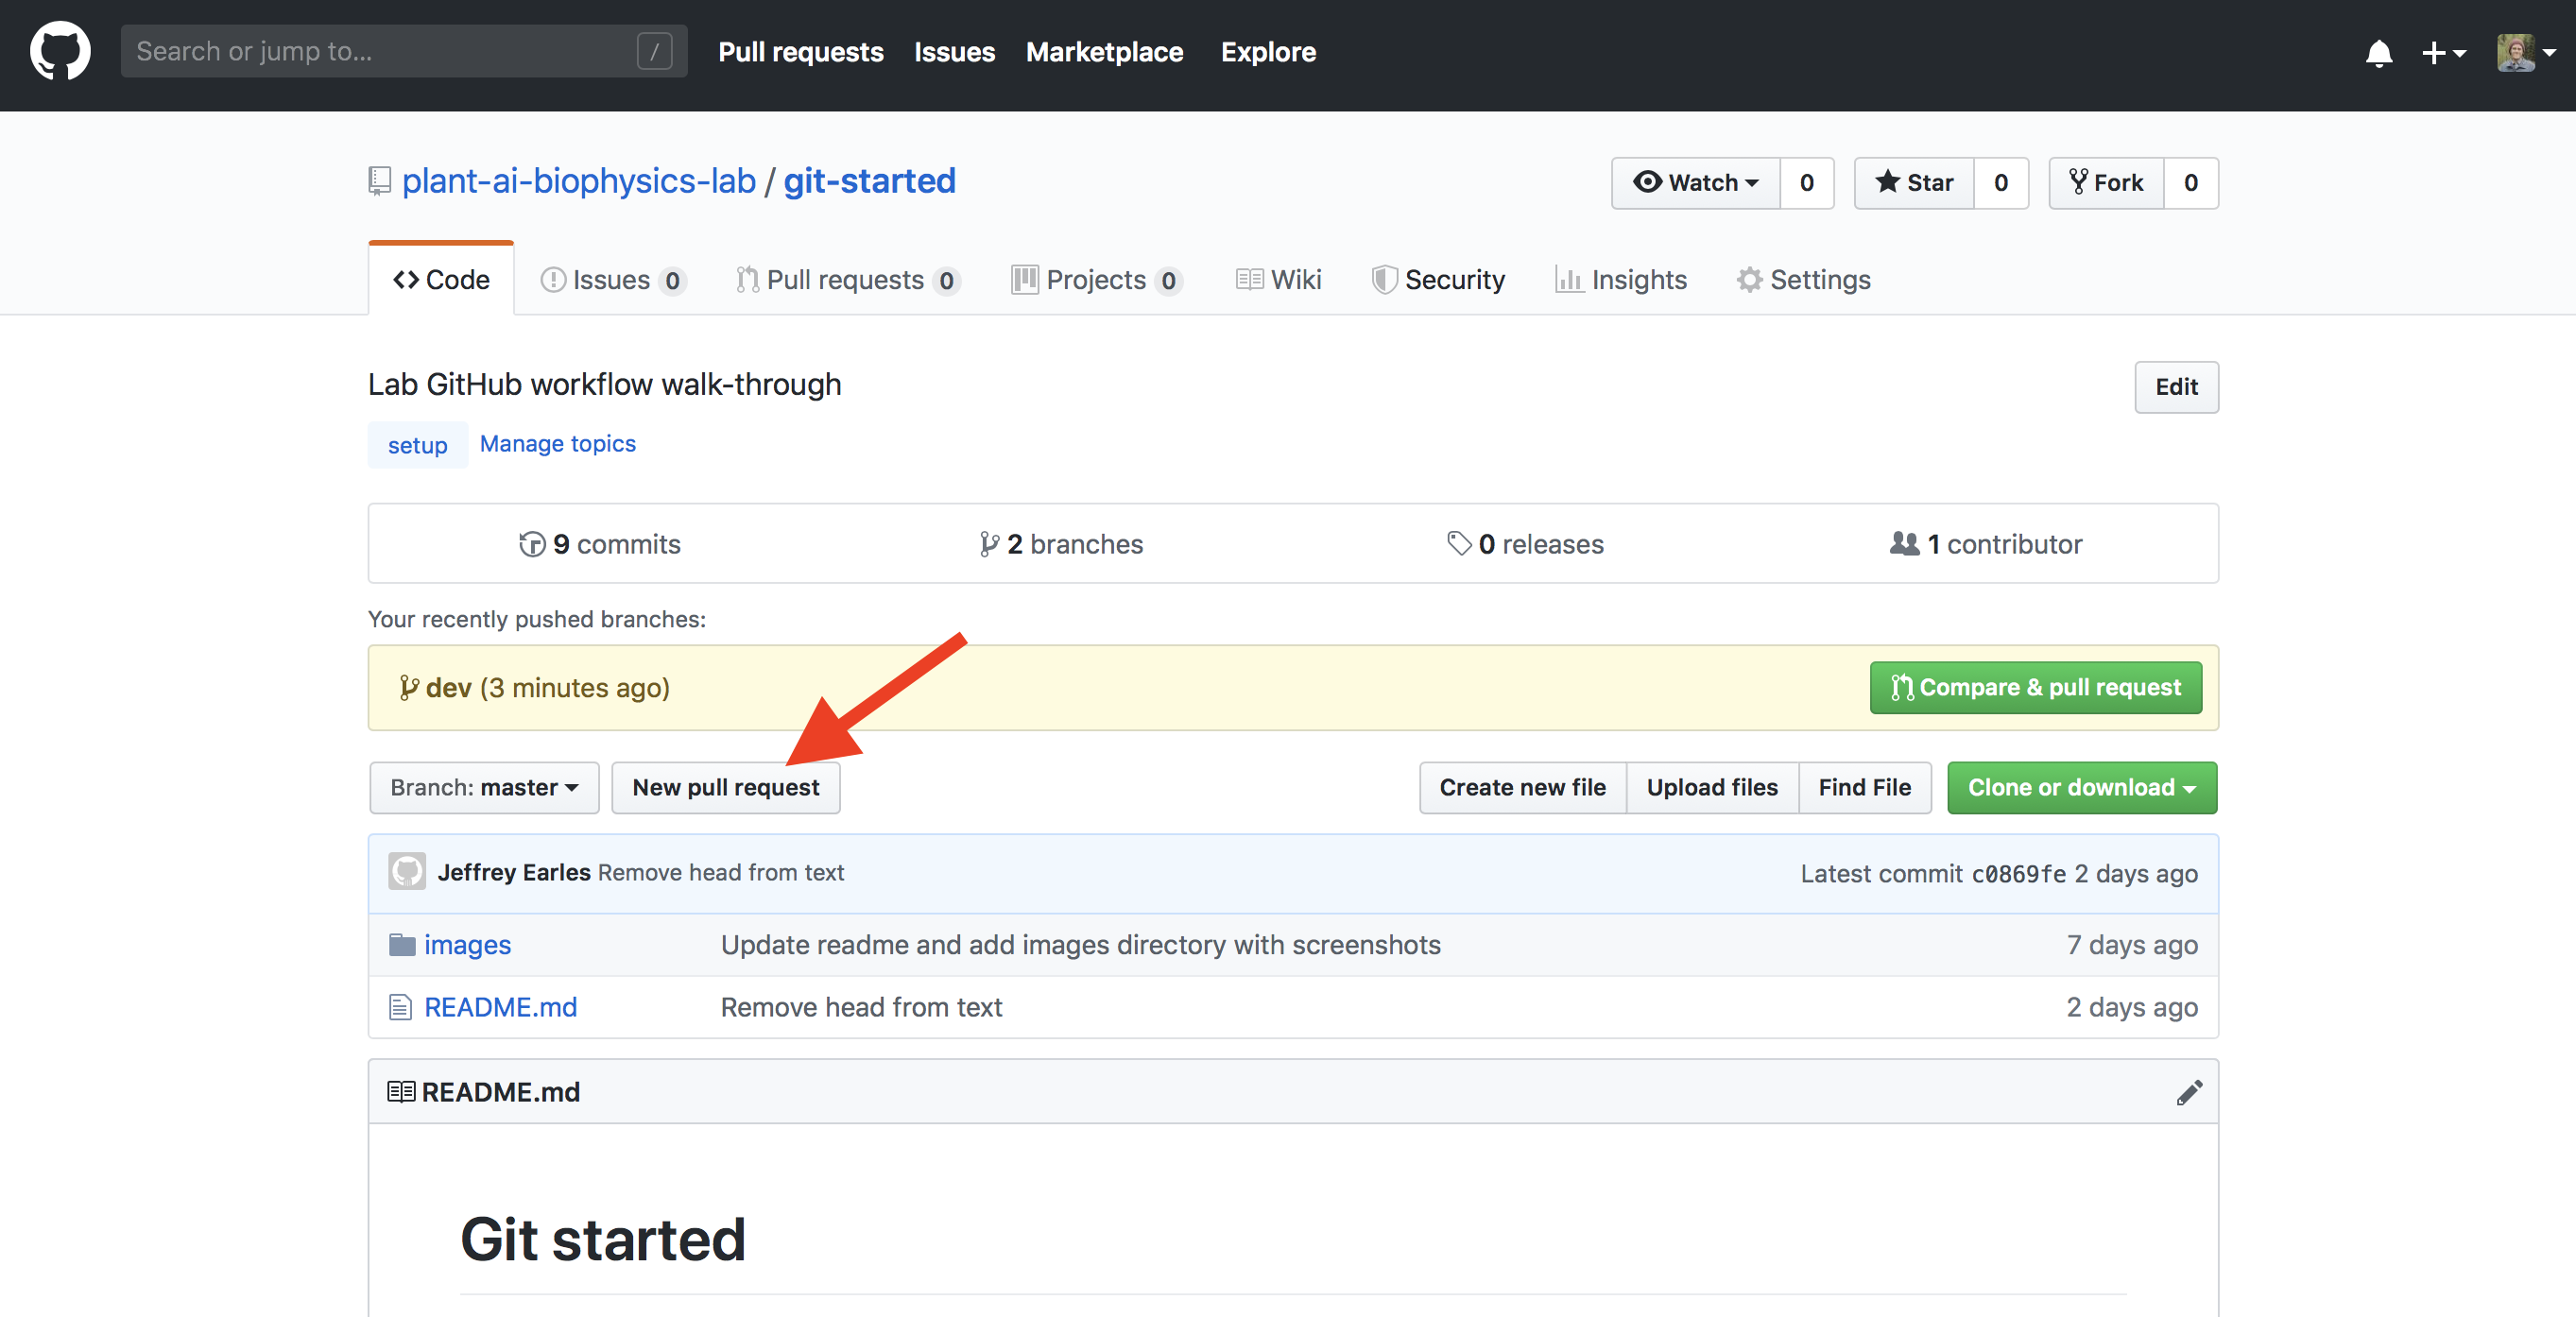 Search or jump to... / Pull requests Issues Marketplace Explore
plant-ai-biophysics-lab / git-started Watch 0 Star 0 Fork 0
Code Issues 0 Pull requests 0 Projects 0 Wiki Security Insights Settings
Lab GitHub workflow walk-through Edit
setup Manage topics
9 commits 2 branches 0 releases 1 contributor
Your recently pushed branches:
dev (3 minutes ago) Compare & pull request
Branch: master New pull request Create new file Upload files Find File Clone or download
Jeffrey Earles Remove head from text Latest commit c0869fe 2 days ago
images Update readme and add images directory with screenshots 7 days ago
README.md Remove head from text 2 days ago
README.md
Git started